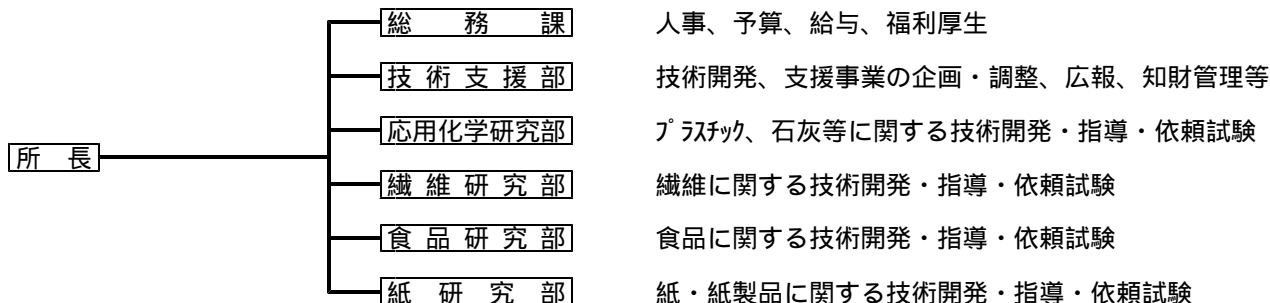 総務課 人事、予算、給与、福利厚生
技術支援部 技術開発、支援事業の企画・調整、広報、知財管理等
応用化学研究部 プラスチック、石灰等に関する技術開発・指導・依頼試験
所長
繊維研究部 繊維に関する技術開発・指導・依頼試験
食品研究部 食品に関する技術開発・指導・依頼試験
紙研究部 紙・紙製品に関する技術開発・指導・依頼試験